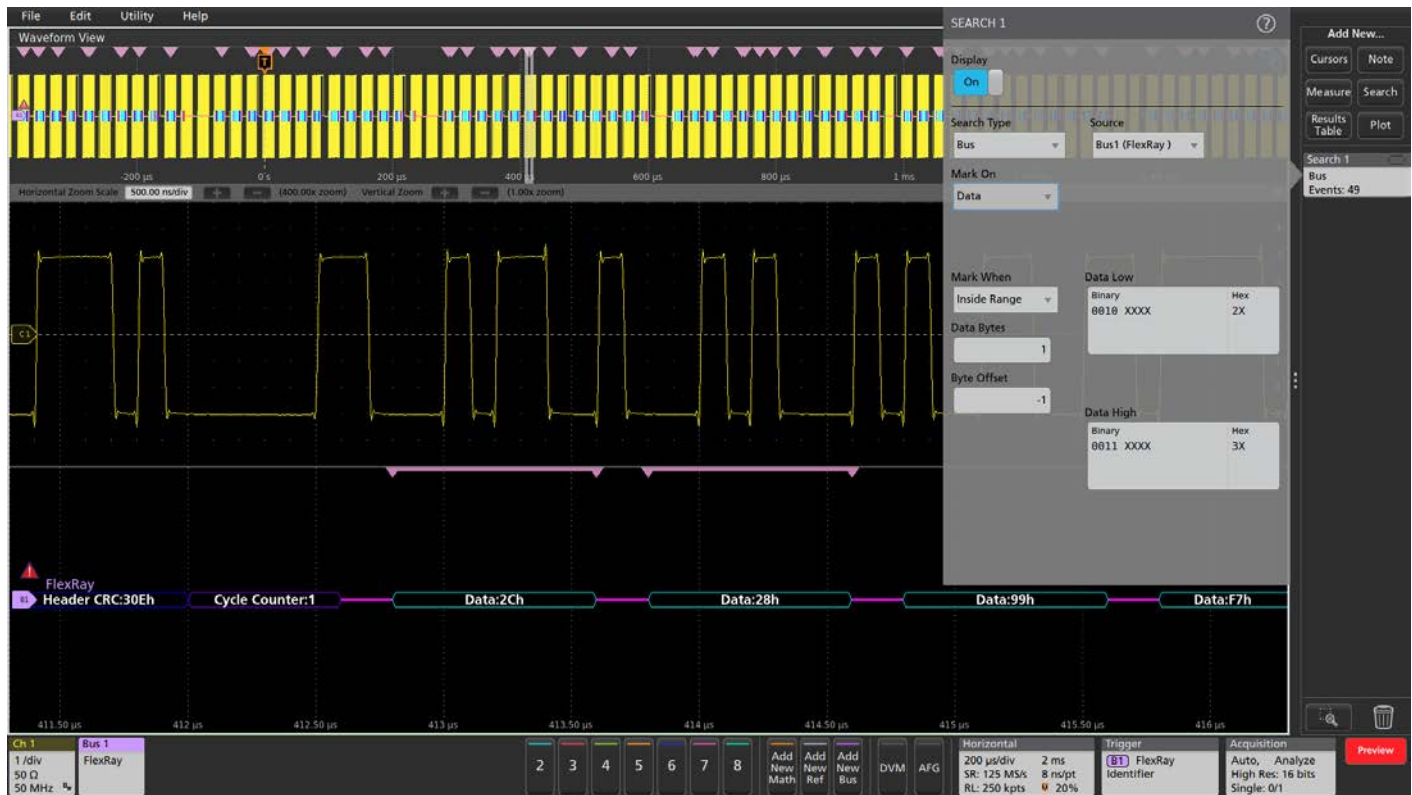 File Edit Utility Help
Waveform View
SEARCH 1
?
Display
On
Search Type
Source
Bus
Bus1 (FlexRay )
Mark On
Data
Mark When
Data Low
Inside Range
Binary Hex
0010 XXXX 2X
Data Bytes
1
Byte Offset
-1
Data High
Binary Hex
0011 XXXX 3X
Add New...
Cursors Note
Measure Search
Results Table Plot
Search 1
Bus
Events: 49
T
B1
-200 µs 0 s 200 µs 400 600 µs 800 µs 1 ms
Horizontal Zoom Scale 500.00 ns/div (400.00x zoom) Vertical Zoom (1.00x zoom)
C1
FlexRay
B1 Header CRC:30Eh Cycle Counter:1 Data:2Ch Data:28h Data:99h Data:F7h
411.50 µs 412 µs 412.50 µs 413 µs 413.50 µs 414 µs 414.50 µs 415 µs 415.50 µs 416 µs
Ch 1
1 /div
50 Ω
50 MHz
Bus 1
FlexRay
2 3 4 5 6 7 8
Add New Math
Add New Ref
Add New Bus
DVM
AFG
Horizontal
200 µs/div 2 ms
SR: 125 MS/s 8 ns/pt
RL: 250 kpts 20%
Trigger
B1 FlexRay
Identifier
Acquisition
Auto, Analyze
High Res: 16 bits
Single: 0/1
Preview